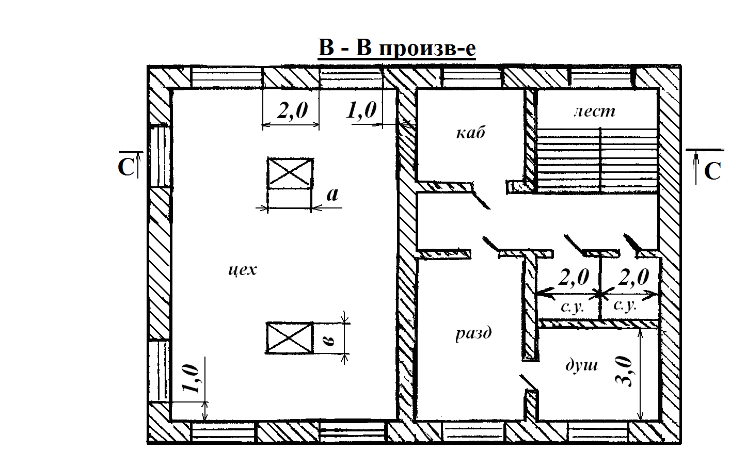 В - В произв-е
2,0
1,0
лест
каб
С
С
а
цех
2,0
2,0
с.у.
с.у.
разд
в
душ
1,0
3,0